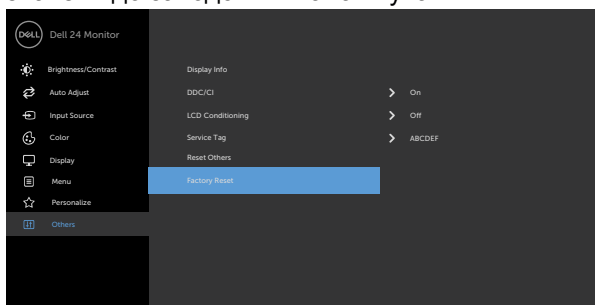 DELL Dell 24 Monitor
Brightness/Contrast Display Info
Auto Adjust DDC/CI On
Input Source LCD Conditioning Off
Color Service Tag ABCDEF
Display Reset Others
Menu Factory Reset
Personalize
Others